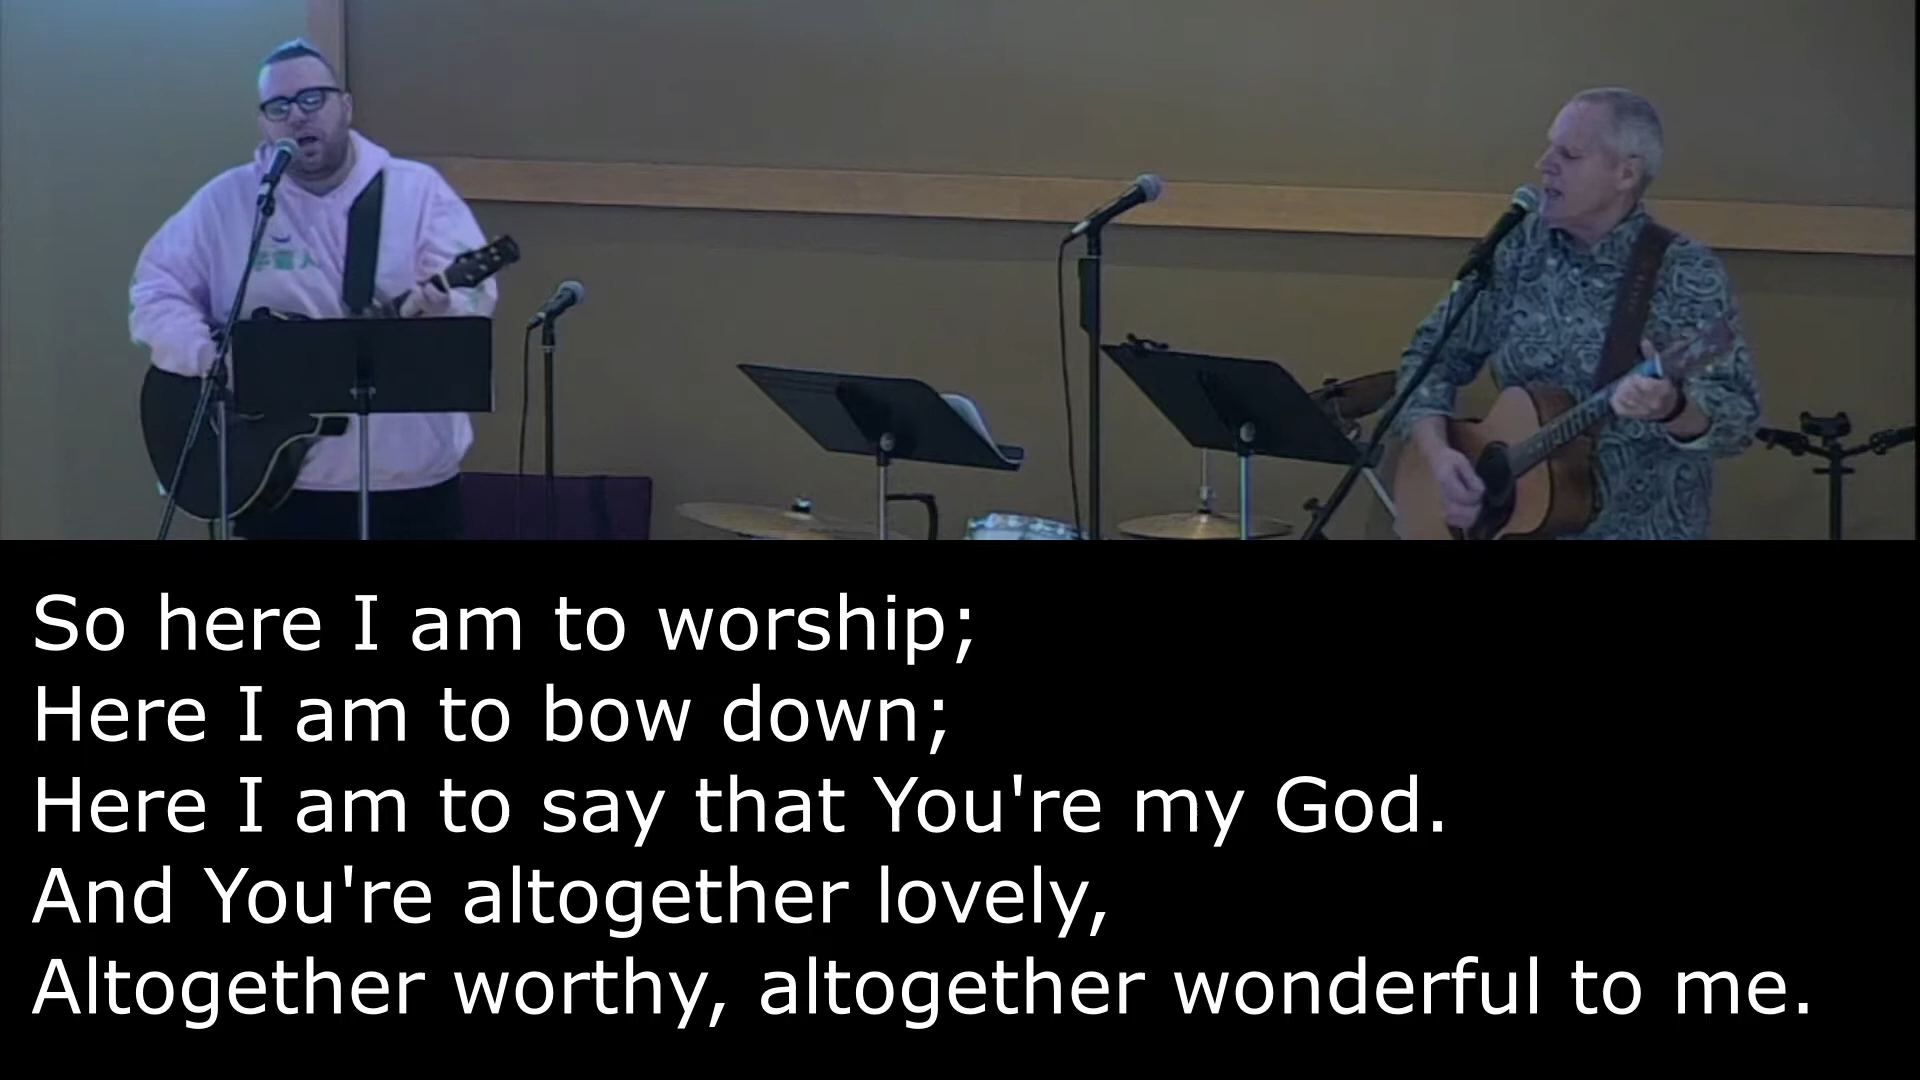 So here I am to worship;
Here I am to bow down;
Here I am to say that You're my God.
And You're altogether lovely,
Altogether worthy, altogether wonderful to me.